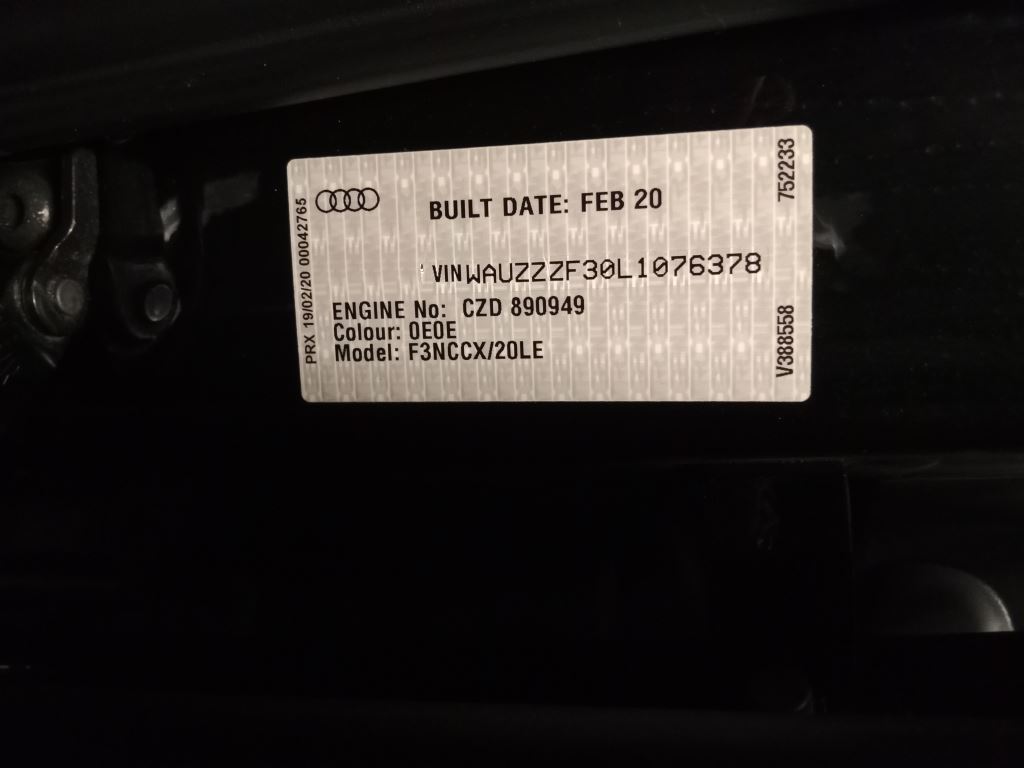 BUILT DATE: FEB 20
VINWAUZZZF30L1076378
ENGINE No: CZD 890949
Colour: 0E0E
Model: F3NCCX/20LE
PRX 19/02/20 00042765
752233
V388558